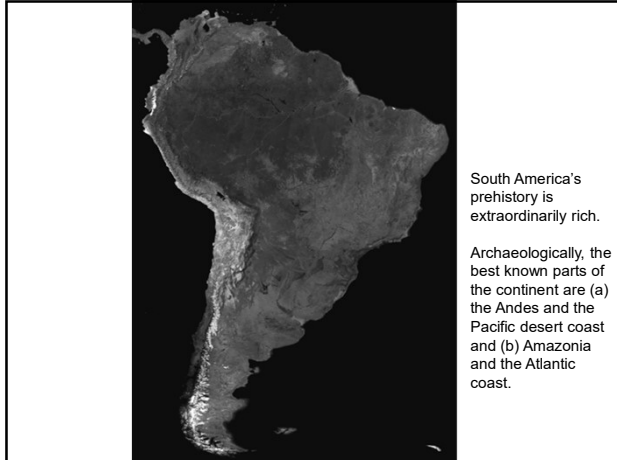 South America's
prehistory is
extraordinarily rich.
Archaeologically, the
best known parts of
the continent are (a)
the Andes and the
Pacific desert coast
and (b) Amazonia
and the Atlantic
coast.